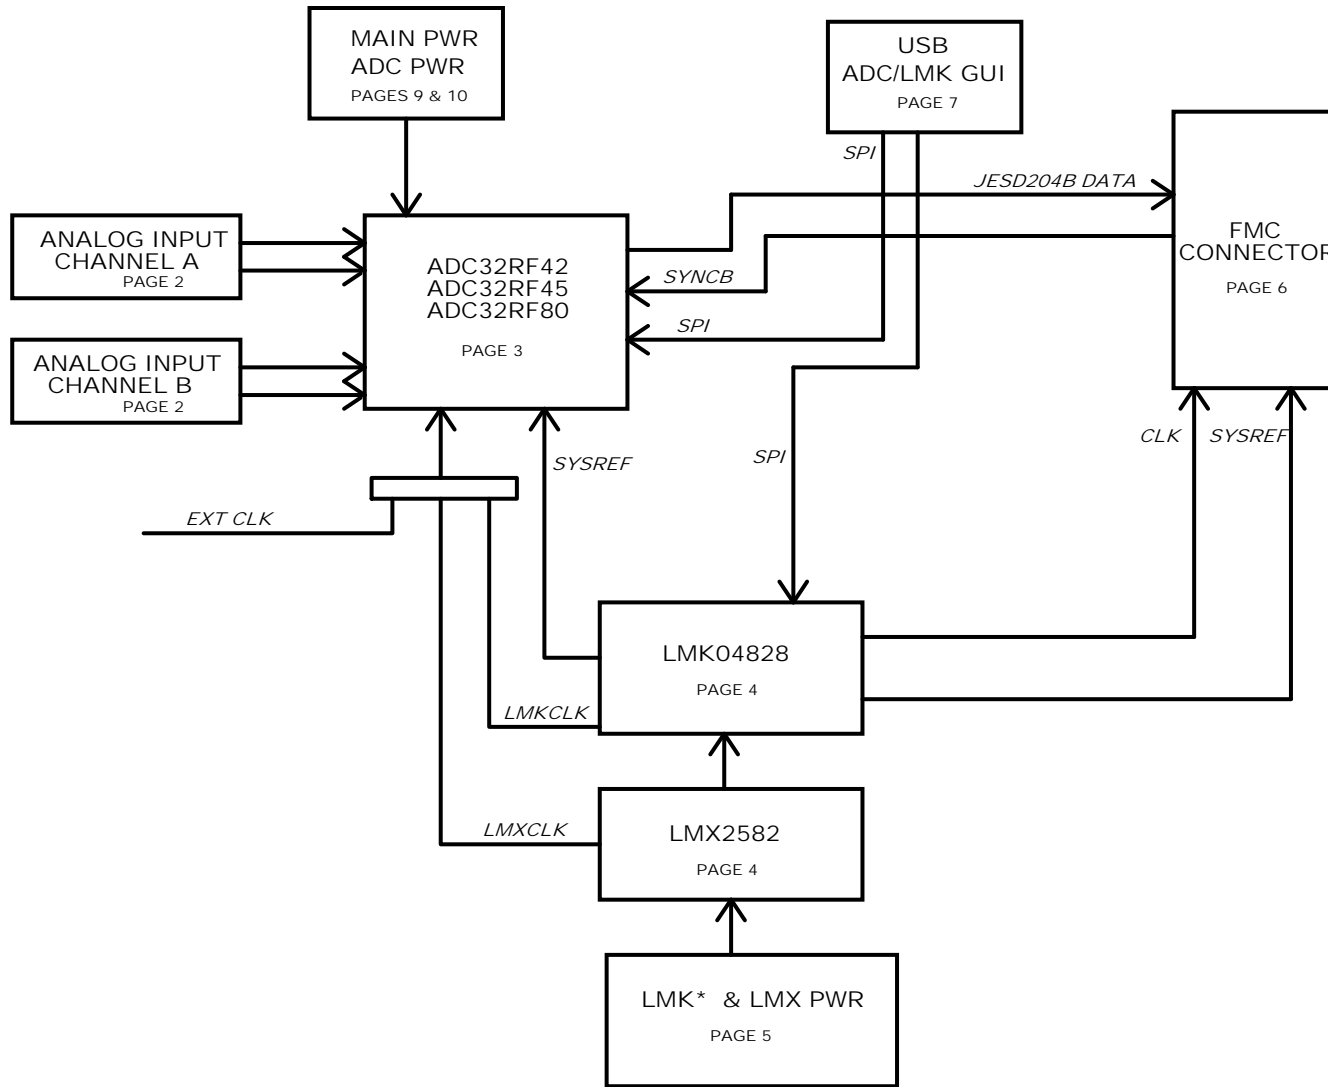 MAIN PWR
ADC PWR
PAGES 9 & 10
USB
ADC/LMK GUI
PAGE 7
SPI
JESD204B DATA
ANALOG INPUT
CHANNEL A
PAGE 2
ADC32RF42
ADC32RF45
ADC32RF80
PAGE 3
SYNCB
SPI
FMC
CONNECTOR
PAGE 6
ANALOG INPUT
CHANNEL B
PAGE 2
SYSREF
SPI
CLK
SYSREF
EXT CLK
LMK04828
PAGE 4
LMKCLK
LMXCLK
LMX2582
PAGE 4
LMK* & LMX PWR
PAGE 5